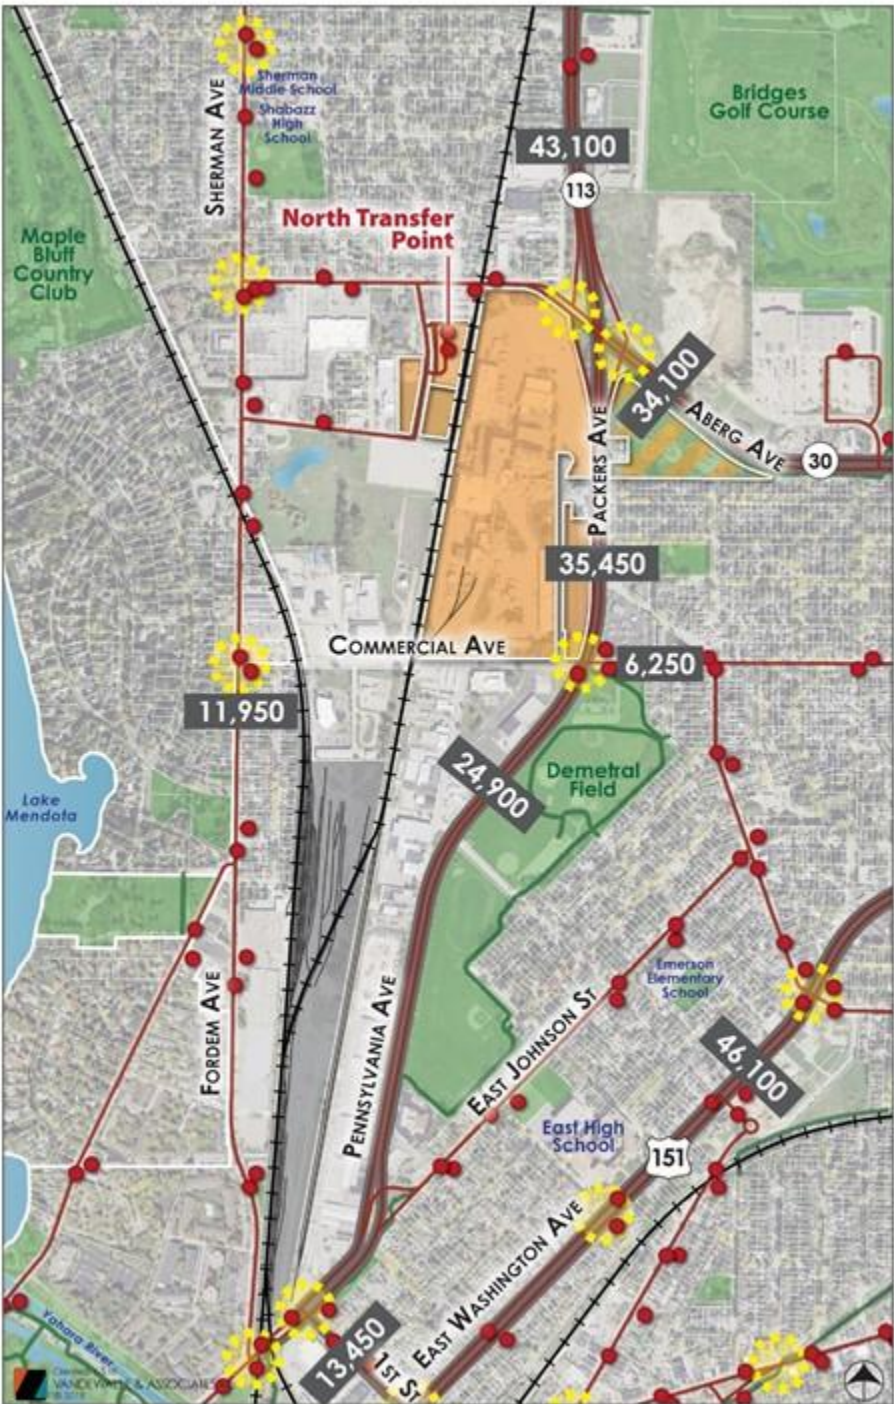 Sherman
Middle School
Shabazz
High
School
SHERMAN AVE
Bridges
Golf Course
43,100
113
North Transfer
Point
Maple
Bluff
Country
Club
34,100
ABERG AVE
30
PACKERS AVE
35,450
COMMERCIAL AVE
6,250
11,950
24,900
Demetral
Field
Lake
Mendota
Emerson
Elementary
School
FORDEM AVE
PENNSYLVANIA AVE
EAST JOHNSON ST
46,100
East High
School
151
EAST WASHINGTON AVE
13,450
1ST ST
Yahara River
VANDEWALLE & ASSOCIATES